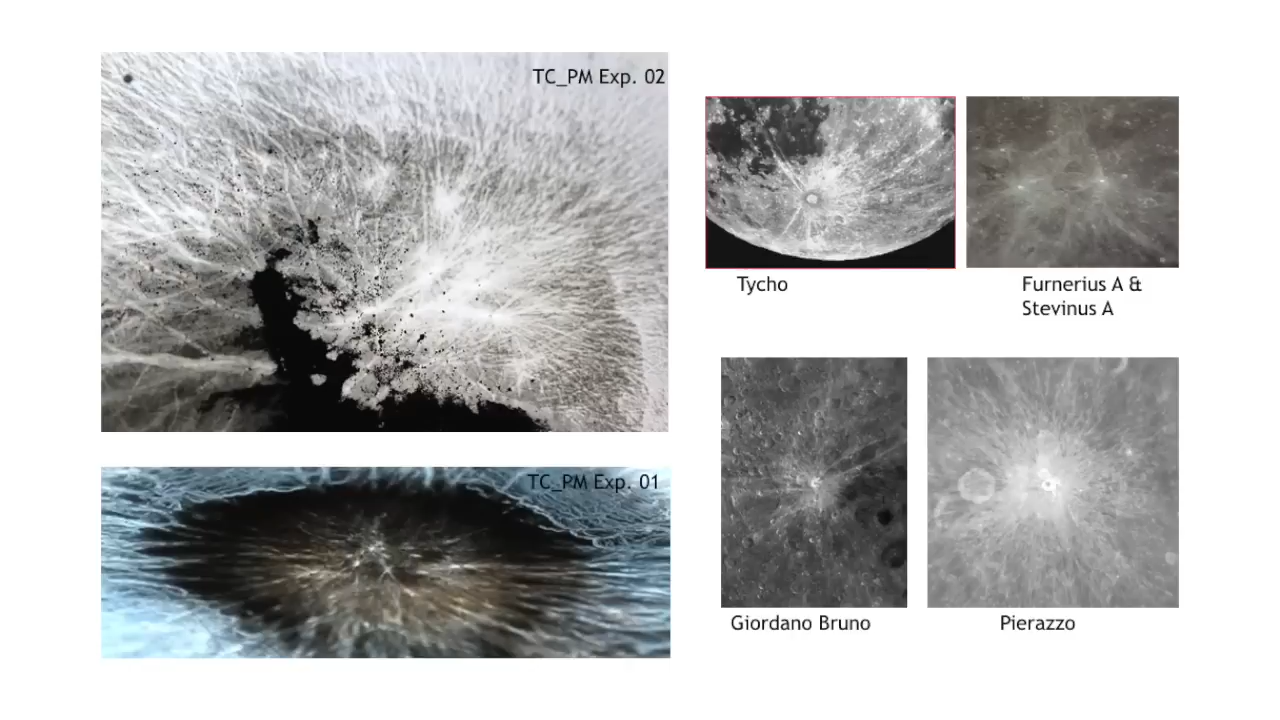 TC_PM Exp. 02
Tycho
Furnerius A &
Stevinus A
TC_PM Exp. 01
Giordano Bruno
Pierazzo